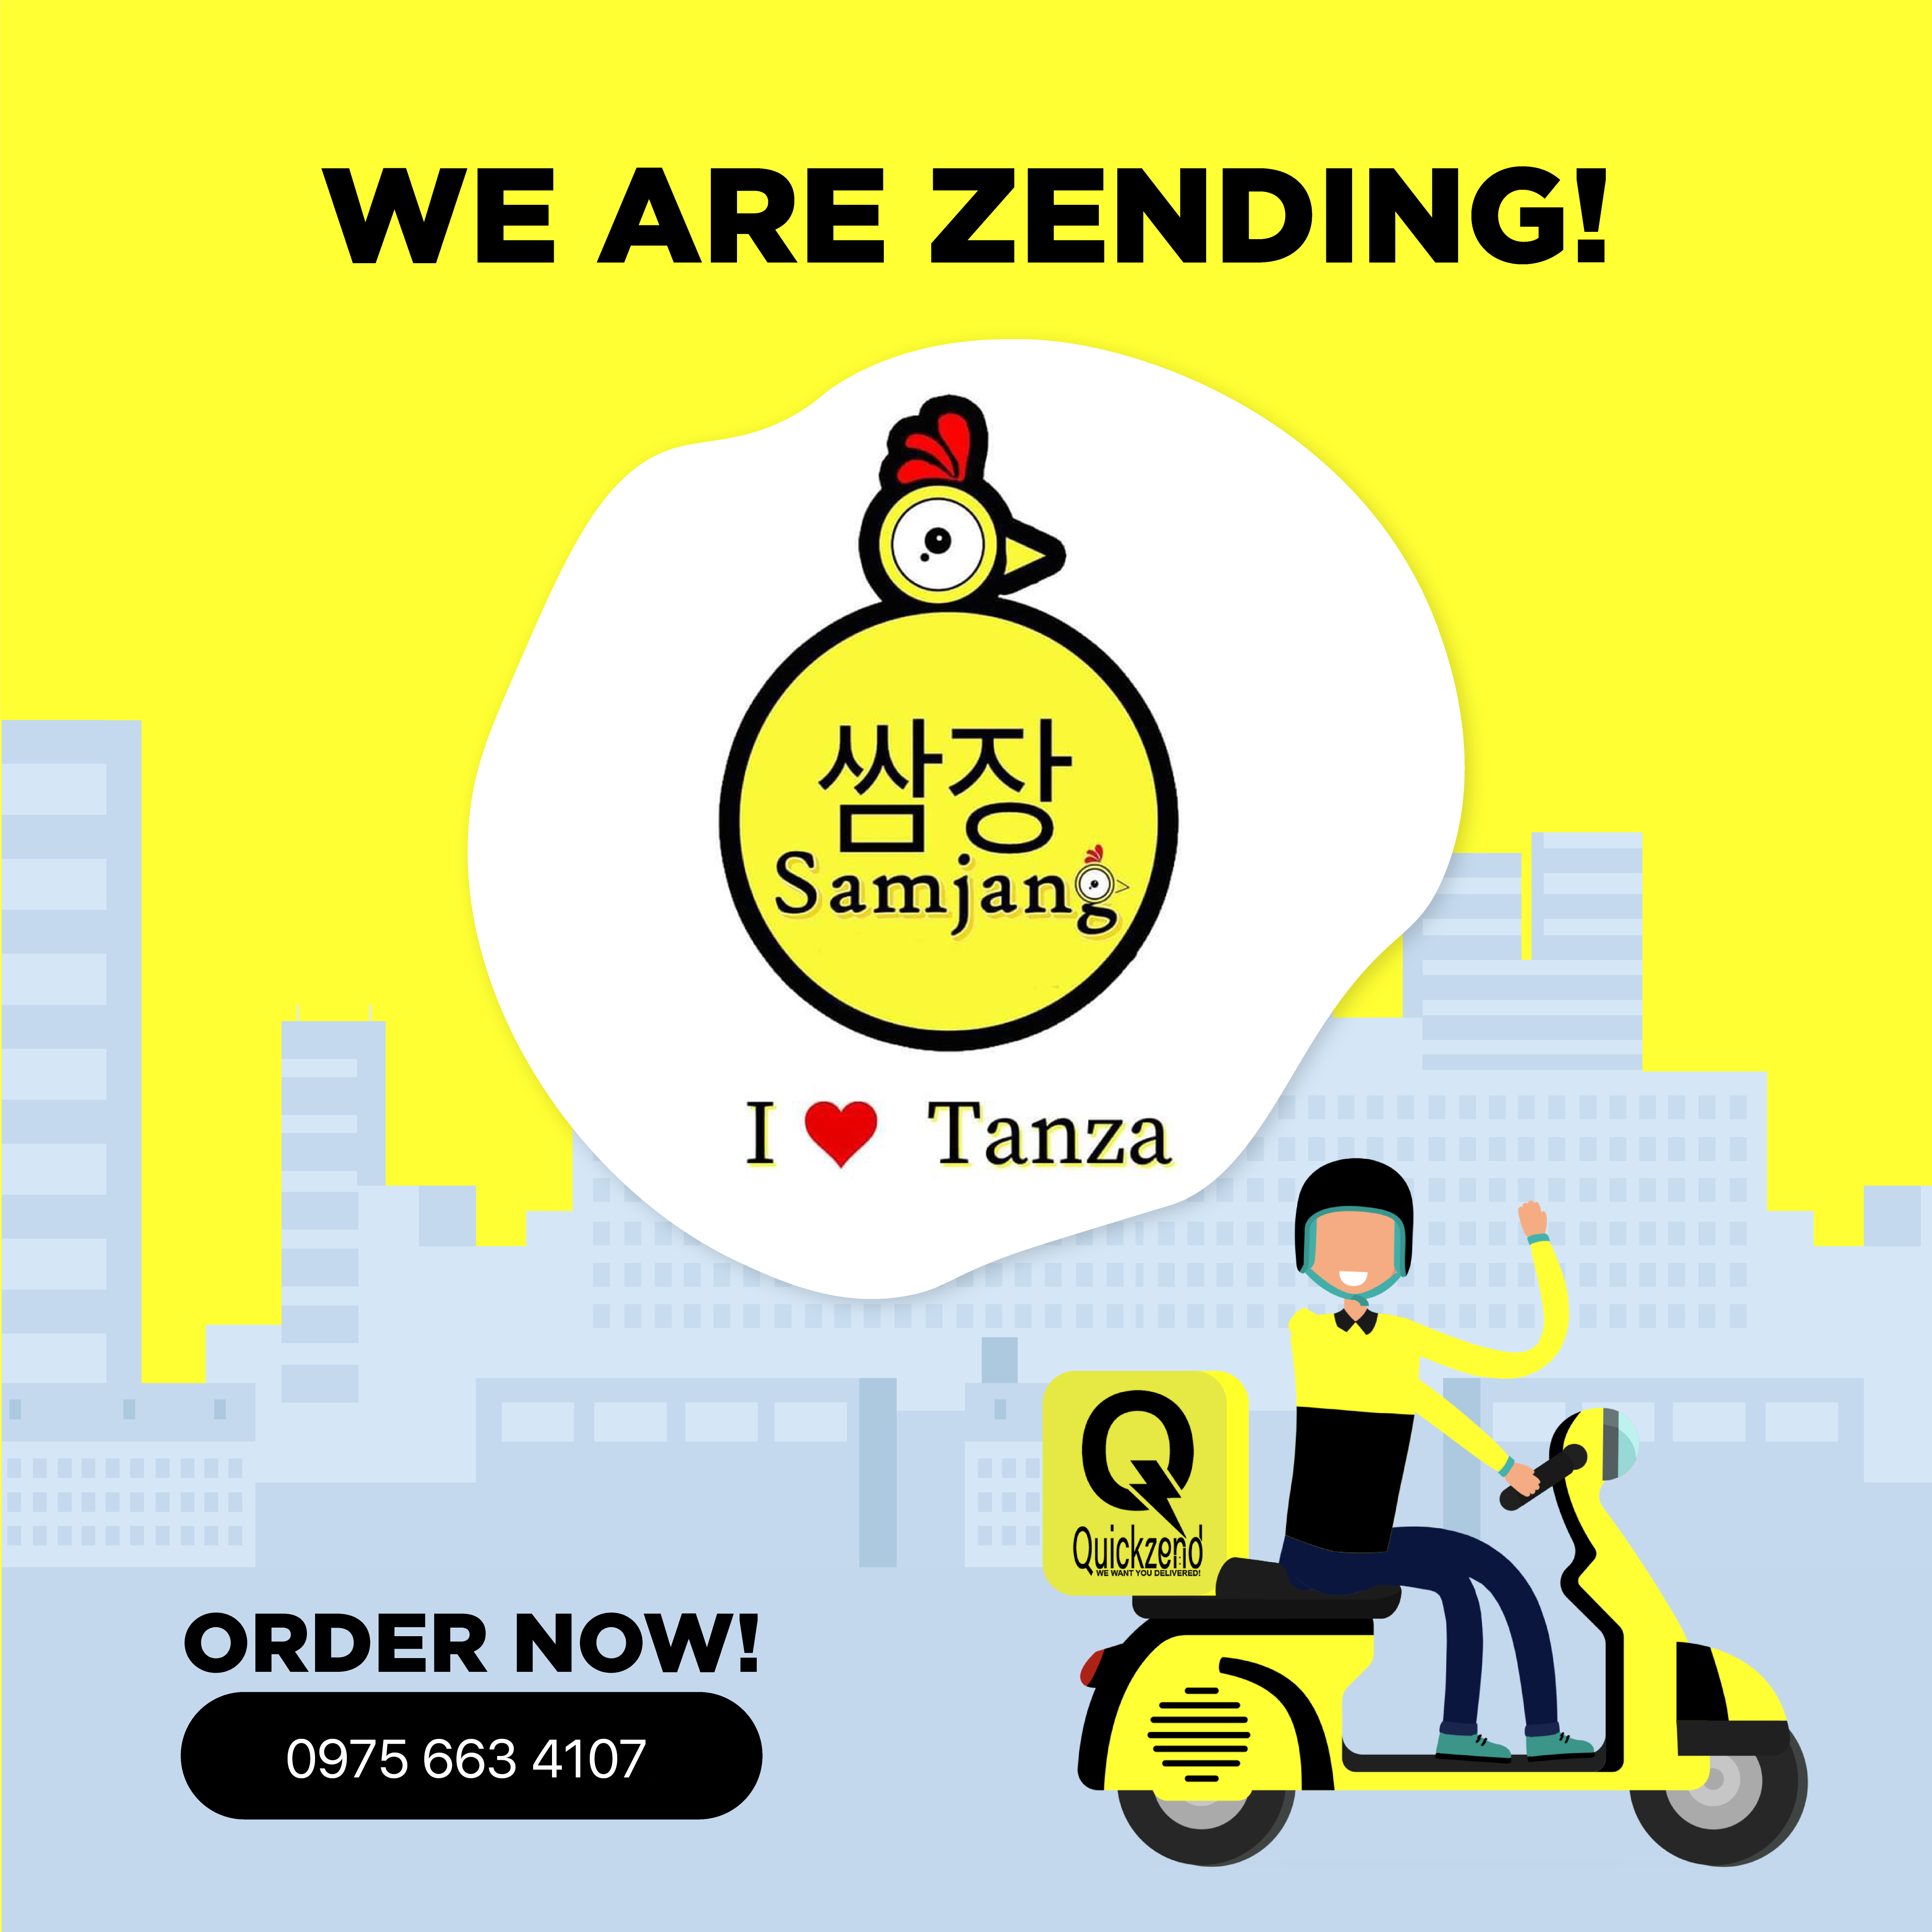 WE ARE ZENDING!
쌈장
Samjang
I ❤ Tanza
Q
Quickzend
WE WANT YOU DELIVERED!
ORDER NOW!
0975 663 4107